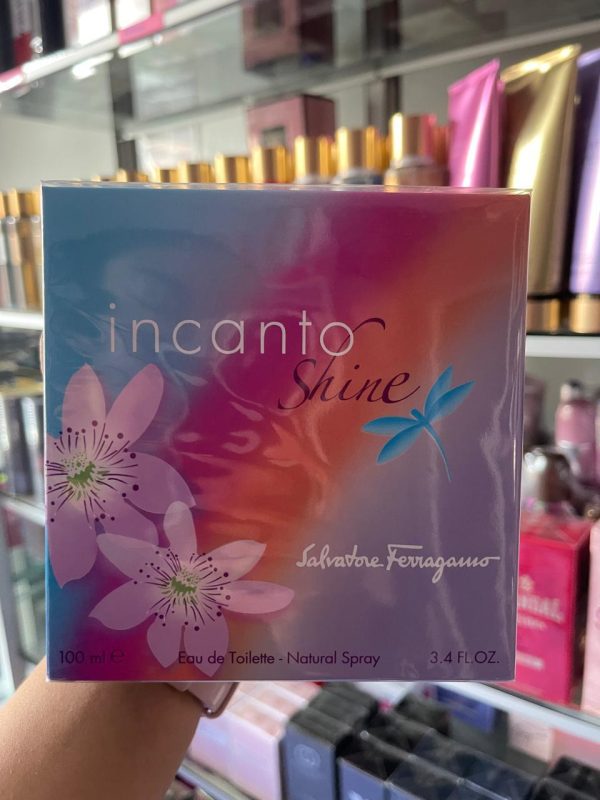 incanto
Shine
Salvatore Ferragamo
100 ml ℮ Eau de Toilette - Natural Spray 3.4 FL.OZ.